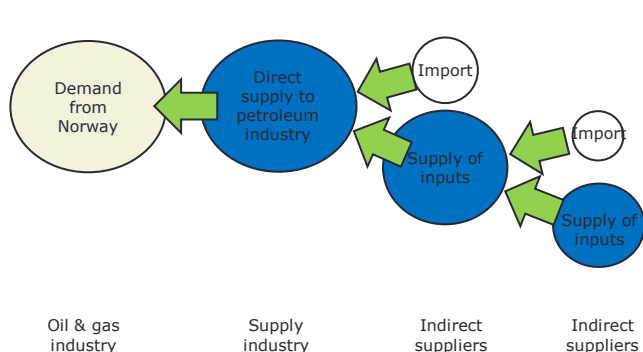 Demand
from
Norway
Direct
supply to
petroleum
industry
Import
Supply of
inputs
Import
Supply of
inputs
Oil & gas
industry
Supply
industry
Indirect
suppliers
Indirect
suppliers